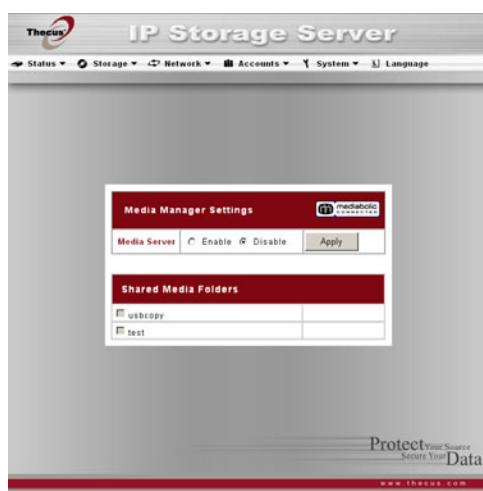 Thecus
IP Storage Server
Status Storage Network Accounts System Language
Media Manager Settings
mediabolic
CONNECTED
Media Server Enable Disable Apply
Shared Media Folders
usbcopy
test
Protect Your Source
Secure Your Data
www.thecus.com